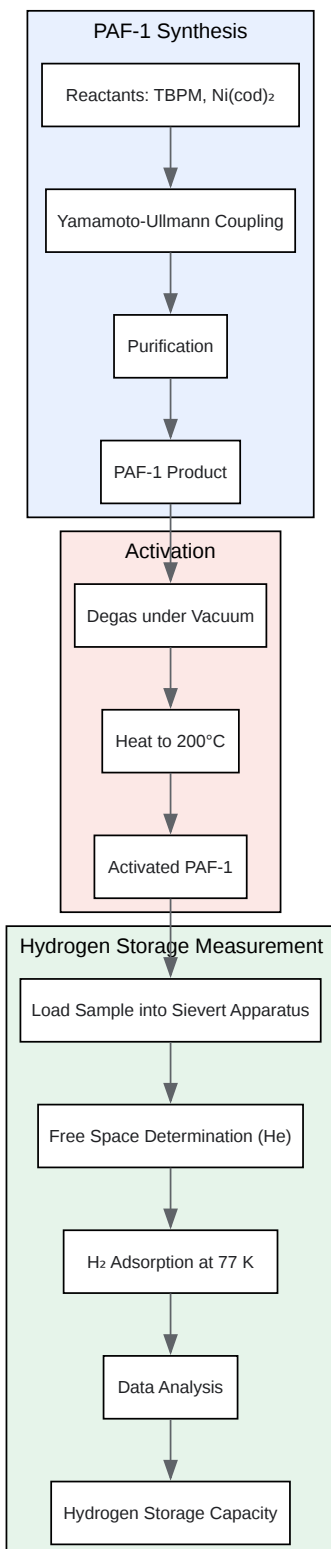 PAF-1 Synthesis
Reactants: TBPM, Ni(cod)₂
Yamamoto-Ullmann Coupling
Purification
PAF-1 Product
Activation
Degas under Vacuum
Heat to 200°C
Activated PAF-1
Hydrogen Storage Measurement
Load Sample into Sievert Apparatus
Free Space Determination (He)
H₂ Adsorption at 77 K
Data Analysis
Hydrogen Storage Capacity